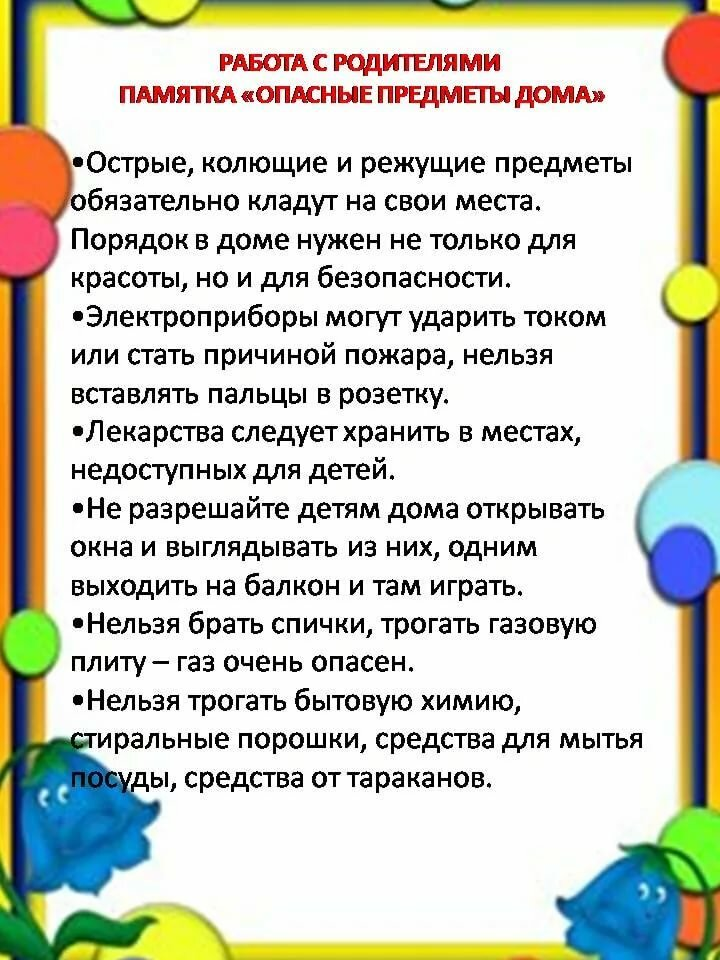 РАБОТА С РОДИТЕЛЯМИ
ПАМЯТКА «ОПАСНЫЕ ПРЕДМЕТЫ ДОМА»
•Острые, колющие и режущие предметы
обязательно кладут на свои места.
Порядок в доме нужен не только для
красоты, но и для безопасности.
•Электроприборы могут ударить током
или стать причиной пожара, нельзя
вставлять пальцы в розетку.
•Лекарства следует хранить в местах,
недоступных для детей.
•Не разрешайте детям дома открывать
окна и выглядывать из них, одним
выходить на балкон и там играть.
•Нельзя брать спички, трогать газовую
плиту – газ очень опасен.
•Нельзя трогать бытовую химию,
стиральные порошки, средства для мытья
посуды, средства от тараканов.